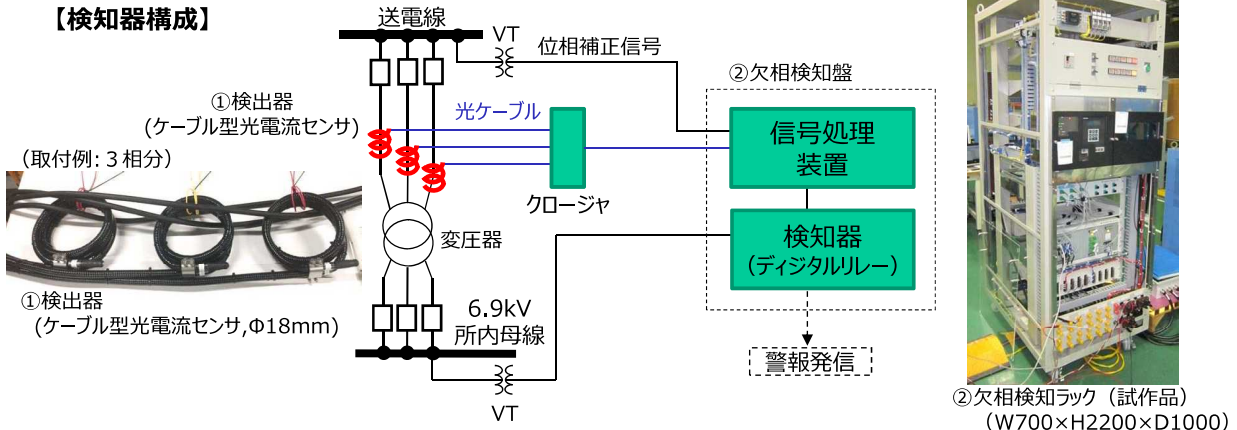 【検知器構成】
送電線
VT
位相補正信号
②欠相検知盤
①検出器
(ケーブル型光電流センサ)
光ケーブル
信号処理
装置
（取付例: ３相分）
クロージャ
変圧器
検知器
（ディジタルリレー）
①検出器
(ケーブル型光電流センサ,Φ18mm)
6.9kV
所内母線
警報発信
VT
②欠相検知ラック（試作品）
（W700×H2200×D1000）